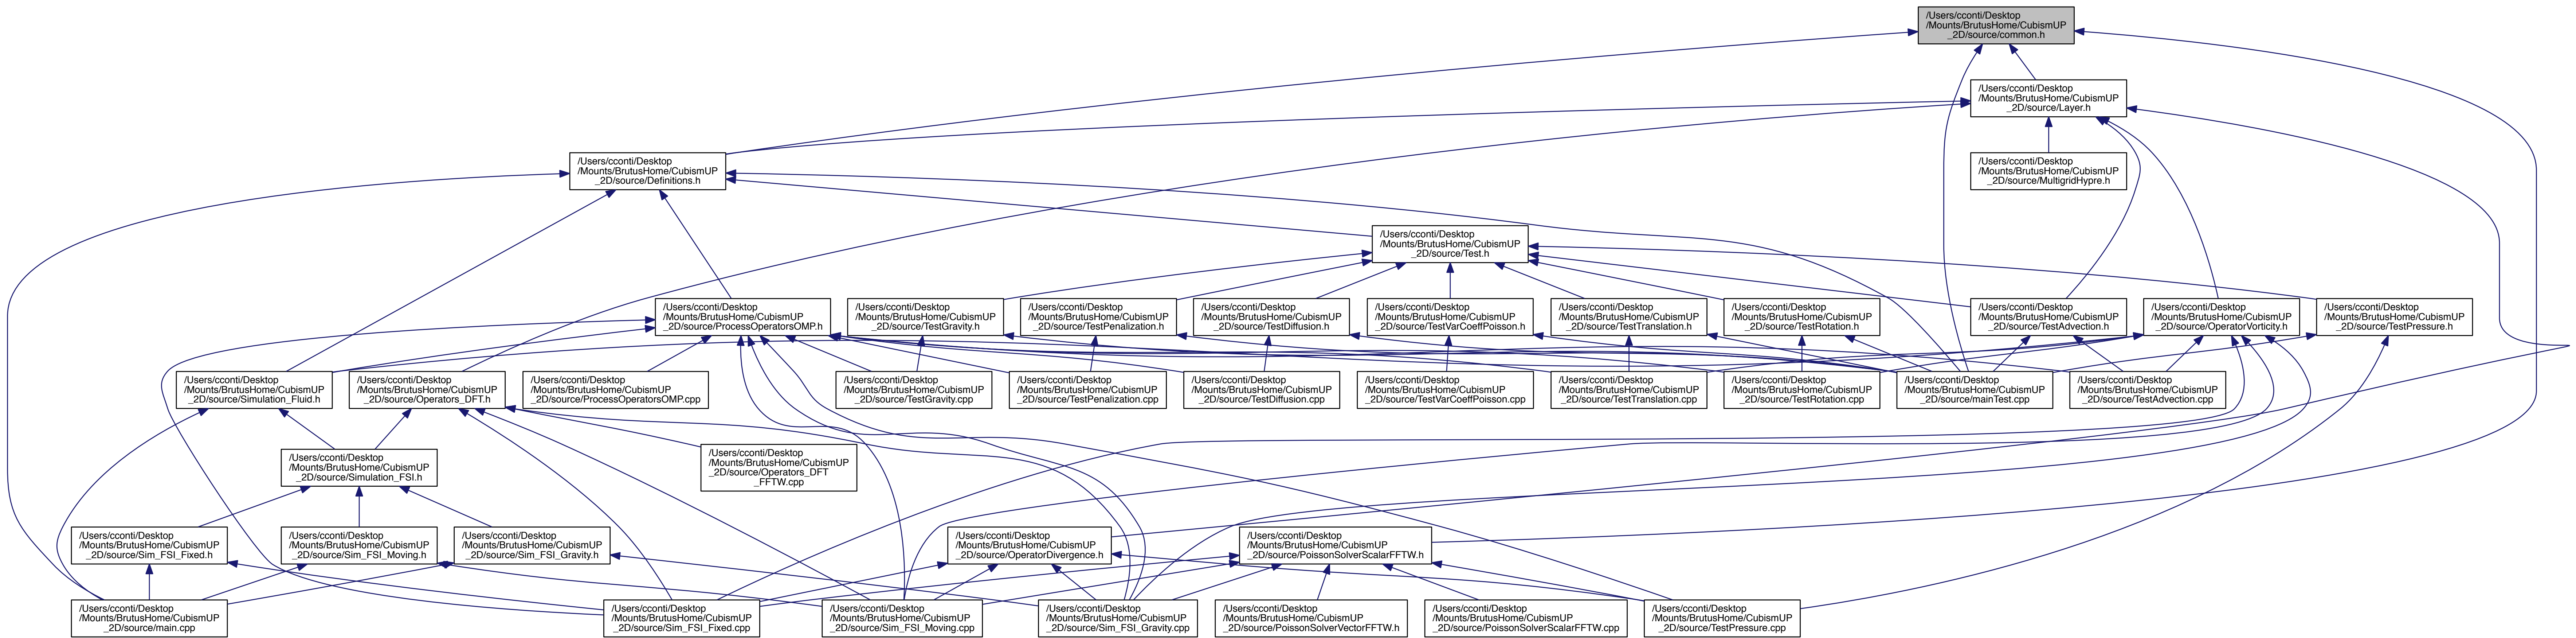 /Users/cconti/Desktop
/Mounts/BrutusHome/CubismUP
_2D/source/common.h
/Users/cconti/Desktop
/Mounts/BrutusHome/CubismUP
_2D/source/Layer.h
/Users/cconti/Desktop
/Mounts/BrutusHome/CubismUP
_2D/source/Definitions.h
/Users/cconti/Desktop
/Mounts/BrutusHome/CubismUP
_2D/source/MultigridHypre.h
/Users/cconti/Desktop
/Mounts/BrutusHome/CubismUP
_2D/source/Test.h
/Users/cconti/Desktop
/Mounts/BrutusHome/CubismUP
_2D/source/ProcessOperatorsOMP.h
/Users/cconti/Desktop
/Mounts/BrutusHome/CubismUP
_2D/source/TestGravity.h
/Users/cconti/Desktop
/Mounts/BrutusHome/CubismUP
_2D/source/TestPenalization.h
/Users/cconti/Desktop
/Mounts/BrutusHome/CubismUP
_2D/source/TestDiffusion.h
/Users/cconti/Desktop
/Mounts/BrutusHome/CubismUP
_2D/source/TestVarCoeffPoisson.h
/Users/cconti/Desktop
/Mounts/BrutusHome/CubismUP
_2D/source/TestTranslation.h
/Users/cconti/Desktop
/Mounts/BrutusHome/CubismUP
_2D/source/TestRotation.h
/Users/cconti/Desktop
/Mounts/BrutusHome/CubismUP
_2D/source/TestAdvection.h
/Users/cconti/Desktop
/Mounts/BrutusHome/CubismUP
_2D/source/OperatorVorticity.h
/Users/cconti/Desktop
/Mounts/BrutusHome/CubismUP
_2D/source/TestPressure.h
/Users/cconti/Desktop
/Mounts/BrutusHome/CubismUP
_2D/source/Simulation_Fluid.h
/Users/cconti/Desktop
/Mounts/BrutusHome/CubismUP
_2D/source/Operators_DFT.h
/Users/cconti/Desktop
/Mounts/BrutusHome/CubismUP
_2D/source/ProcessOperatorsOMP.cpp
/Users/cconti/Desktop
/Mounts/BrutusHome/CubismUP
_2D/source/TestGravity.cpp
/Users/cconti/Desktop
/Mounts/BrutusHome/CubismUP
_2D/source/TestPenalization.cpp
/Users/cconti/Desktop
/Mounts/BrutusHome/CubismUP
_2D/source/TestDiffusion.cpp
/Users/cconti/Desktop
/Mounts/BrutusHome/CubismUP
_2D/source/TestVarCoeffPoisson.cpp
/Users/cconti/Desktop
/Mounts/BrutusHome/CubismUP
_2D/source/TestTranslation.cpp
/Users/cconti/Desktop
/Mounts/BrutusHome/CubismUP
_2D/source/TestRotation.cpp
/Users/cconti/Desktop
/Mounts/BrutusHome/CubismUP
_2D/source/mainTest.cpp
/Users/cconti/Desktop
/Mounts/BrutusHome/CubismUP
_2D/source/TestAdvection.cpp
/Users/cconti/Desktop
/Mounts/BrutusHome/CubismUP
_2D/source/Simulation_FSI.h
/Users/cconti/Desktop
/Mounts/BrutusHome/CubismUP
_2D/source/Operators_DFT
_FFTW.cpp
/Users/cconti/Desktop
/Mounts/BrutusHome/CubismUP
_2D/source/Sim_FSI_Fixed.h
/Users/cconti/Desktop
/Mounts/BrutusHome/CubismUP
_2D/source/Sim_FSI_Moving.h
/Users/cconti/Desktop
/Mounts/BrutusHome/CubismUP
_2D/source/Sim_FSI_Gravity.h
/Users/cconti/Desktop
/Mounts/BrutusHome/CubismUP
_2D/source/OperatorDivergence.h
/Users/cconti/Desktop
/Mounts/BrutusHome/CubismUP
_2D/source/PoissonSolverScalarFFTW.h
/Users/cconti/Desktop
/Mounts/BrutusHome/CubismUP
_2D/source/main.cpp
/Users/cconti/Desktop
/Mounts/BrutusHome/CubismUP
_2D/source/Sim_FSI_Fixed.cpp
/Users/cconti/Desktop
/Mounts/BrutusHome/CubismUP
_2D/source/Sim_FSI_Moving.cpp
/Users/cconti/Desktop
/Mounts/BrutusHome/CubismUP
_2D/source/Sim_FSI_Gravity.cpp
/Users/cconti/Desktop
/Mounts/BrutusHome/CubismUP
_2D/source/PoissonSolverVectorFFTW.h
/Users/cconti/Desktop
/Mounts/BrutusHome/CubismUP
_2D/source/PoissonSolverScalarFFTW.cpp
/Users/cconti/Desktop
/Mounts/BrutusHome/CubismUP
_2D/source/TestPressure.cpp